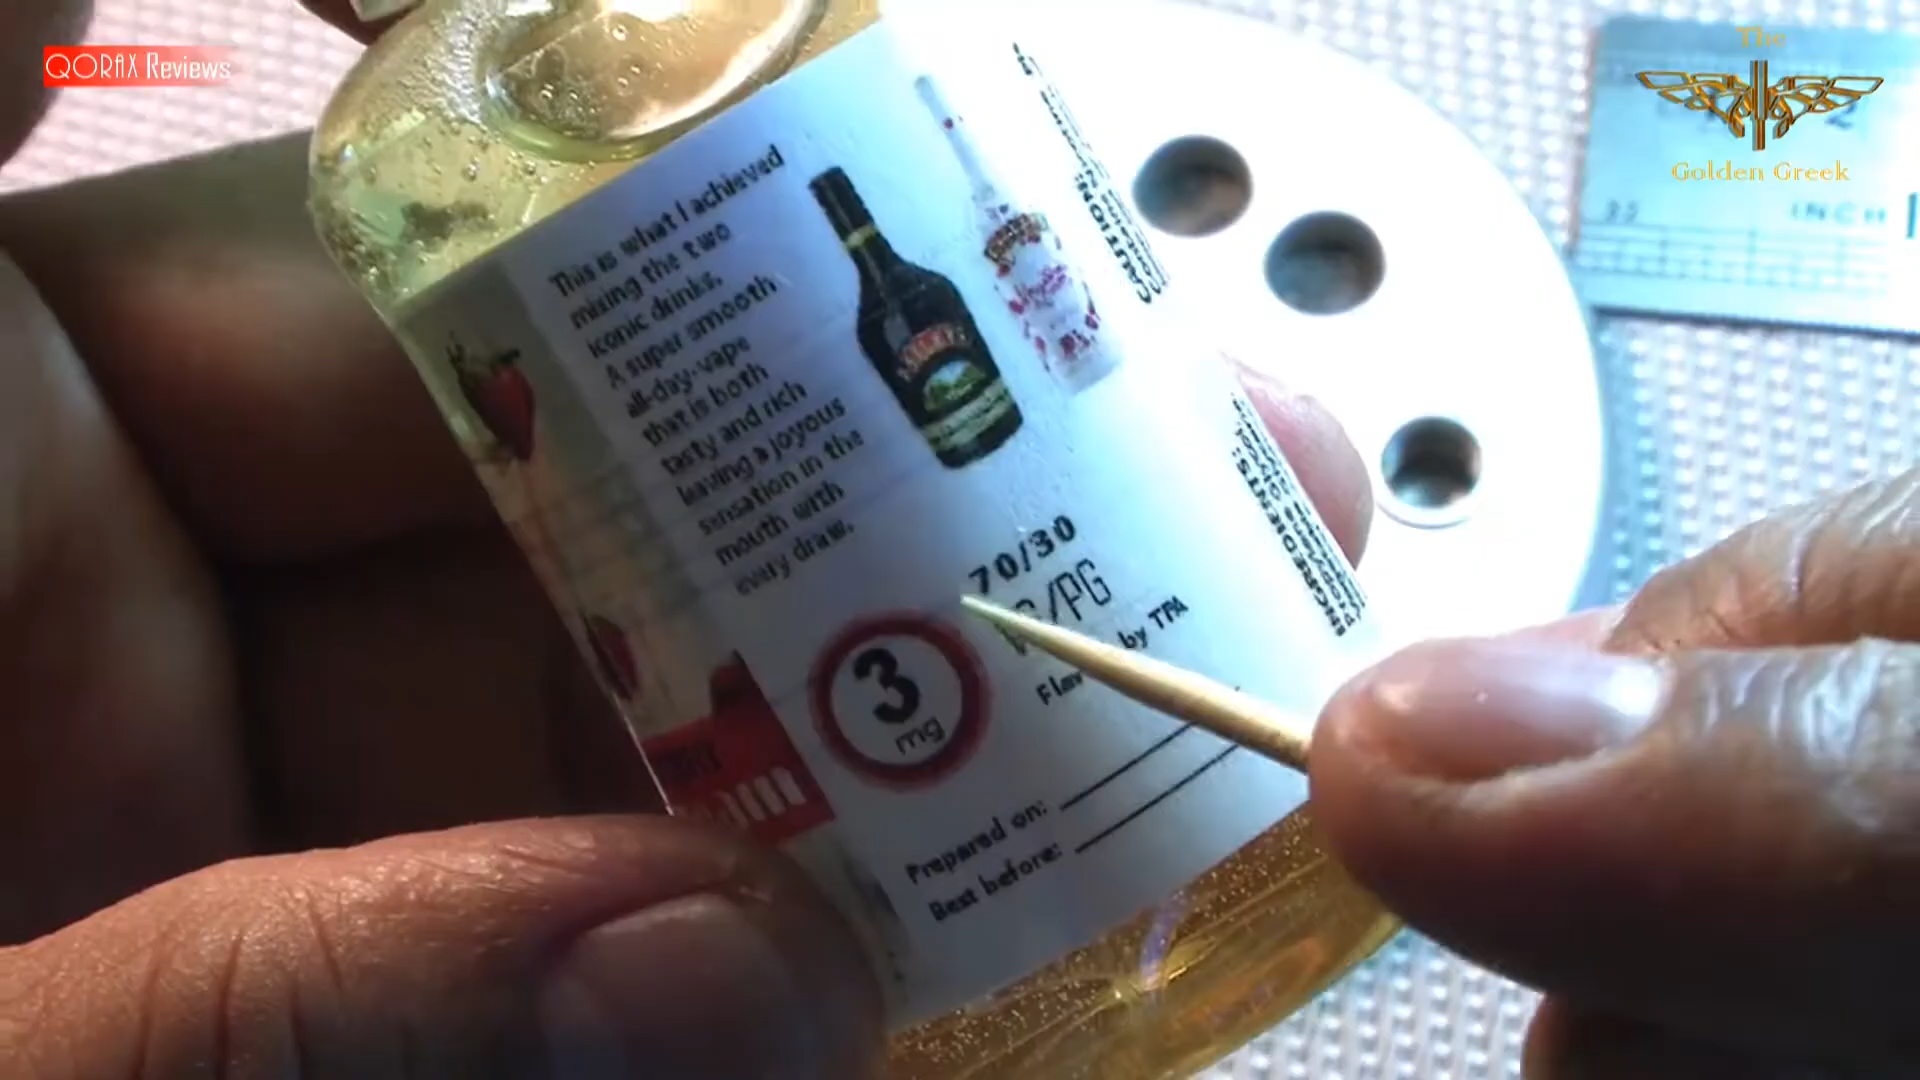 QORAX Reviews
The
Golden Greek
INCH
This is what I achieved
mixing the two
iconic drinks.
A super smooth
all-day-vape
that is both
tasty and rich
leaving a joyous
sensation in the
mouth with
every draw.
BAILEYS
CAUTION:
INGREDIENTS:
70/30
/PG
by TPA
3
mg
Prepared on:
Best before: